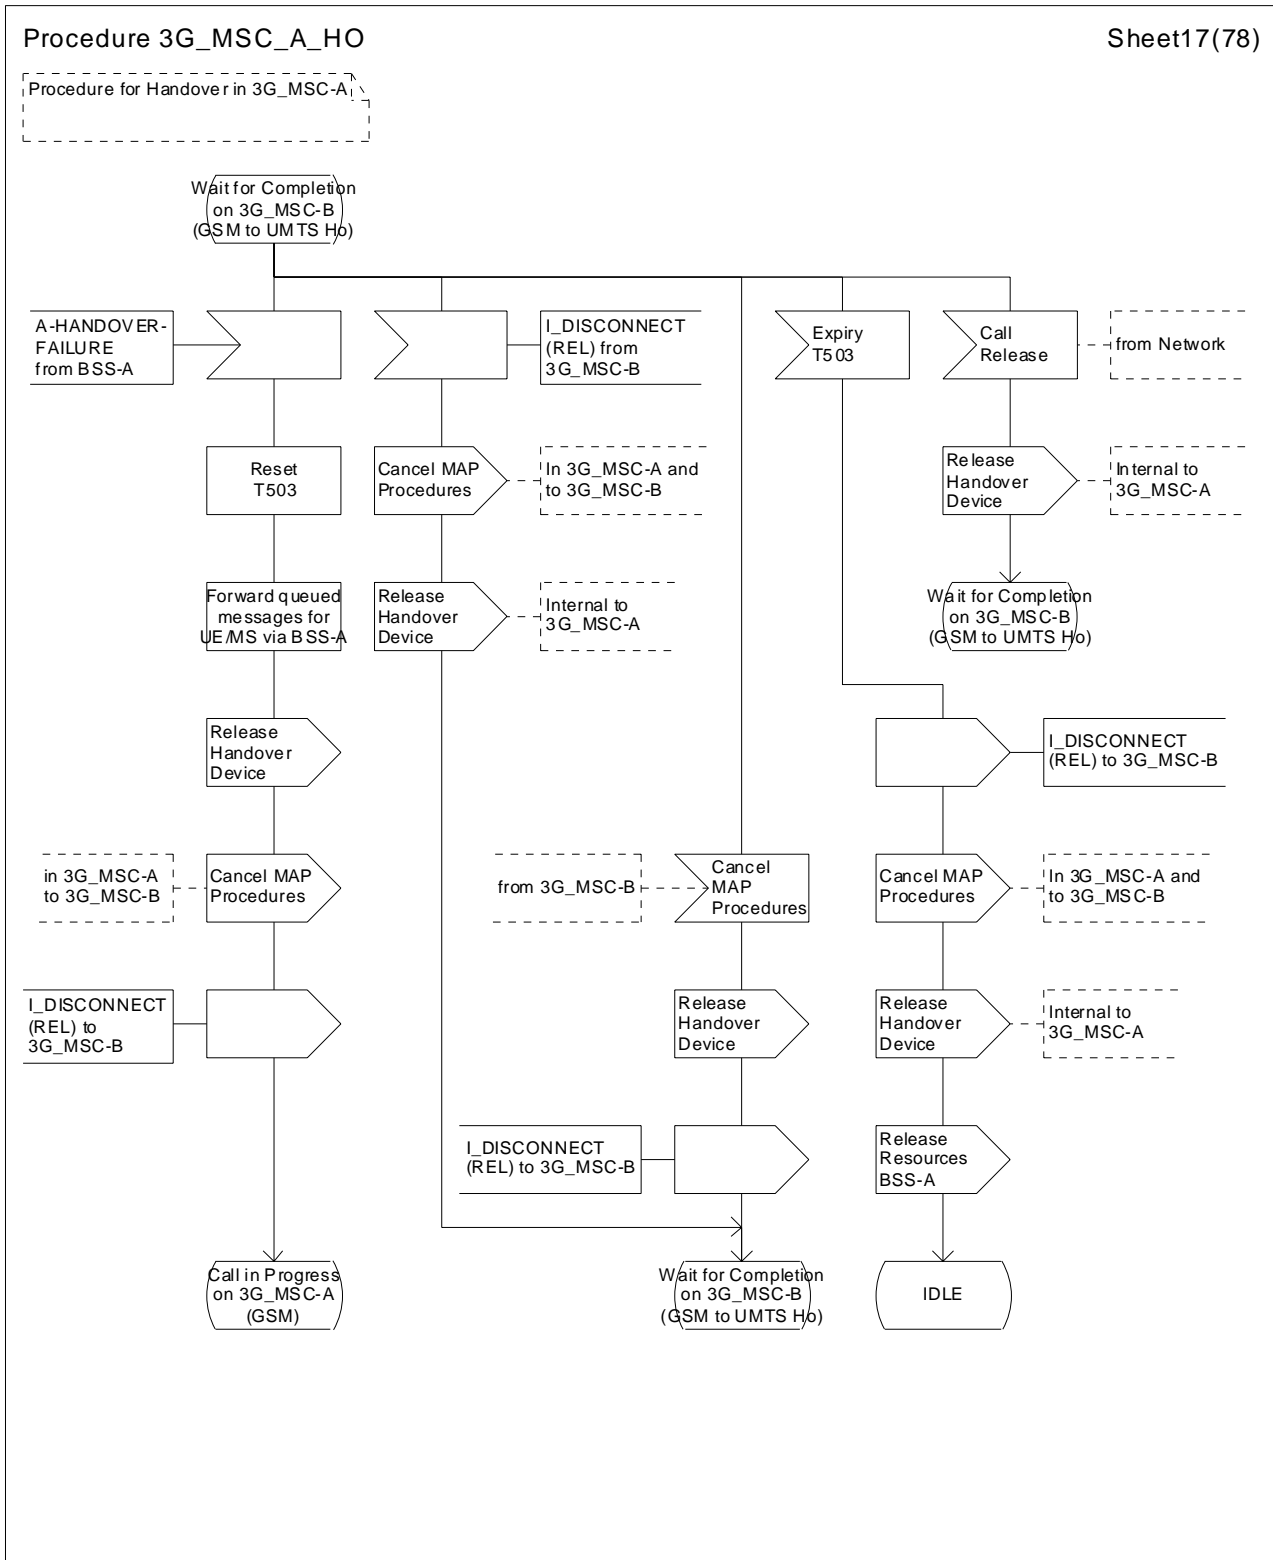 Procedure 3G_MSC_A_HO
Sheet17(78)
Procedure for Handover in 3G_MSC-A
Wait for Completion
on 3G_MSC-B
(GSM to UMTS Ho)
A-HANDOVER-
FAILURE
from BSS-A
I_DISCONNECT
(REL) from
3G_MSC-B
Expiry
T503
Call
Release
from Network
Reset
T503
Cancel MAP
Procedures
In 3G_MSC-A and
to 3G_MSC-B
Release
Handover
Device
Internal to
3G_MSC-A
Forward queued
messages for
UE/MS via BSS-A
Release
Handover
Device
Internal to
3G_MSC-A
Wait for Completion
on 3G_MSC-B
(GSM to UMTS Ho)
Release
Handover
Device
I_DISCONNECT
(REL) to 3G_MSC-B
in 3G_MSC-A
to 3G_MSC-B
Cancel MAP
Procedures
from 3G_MSC-B
Cancel
MAP
Procedures
Cancel MAP
Procedures
In 3G_MSC-A and
to 3G_MSC-B
I_DISCONNECT
(REL) to
3G_MSC-B
Release
Handover
Device
Release
Handover
Device
Internal to
3G_MSC-A
I_DISCONNECT
(REL) to 3G_MSC-B
Release
Resources
BSS-A
Call in Progress
on 3G_MSC-A
(GSM)
Wait for Completion
on 3G_MSC-B
(GSM to UMTS Ho)
IDLE